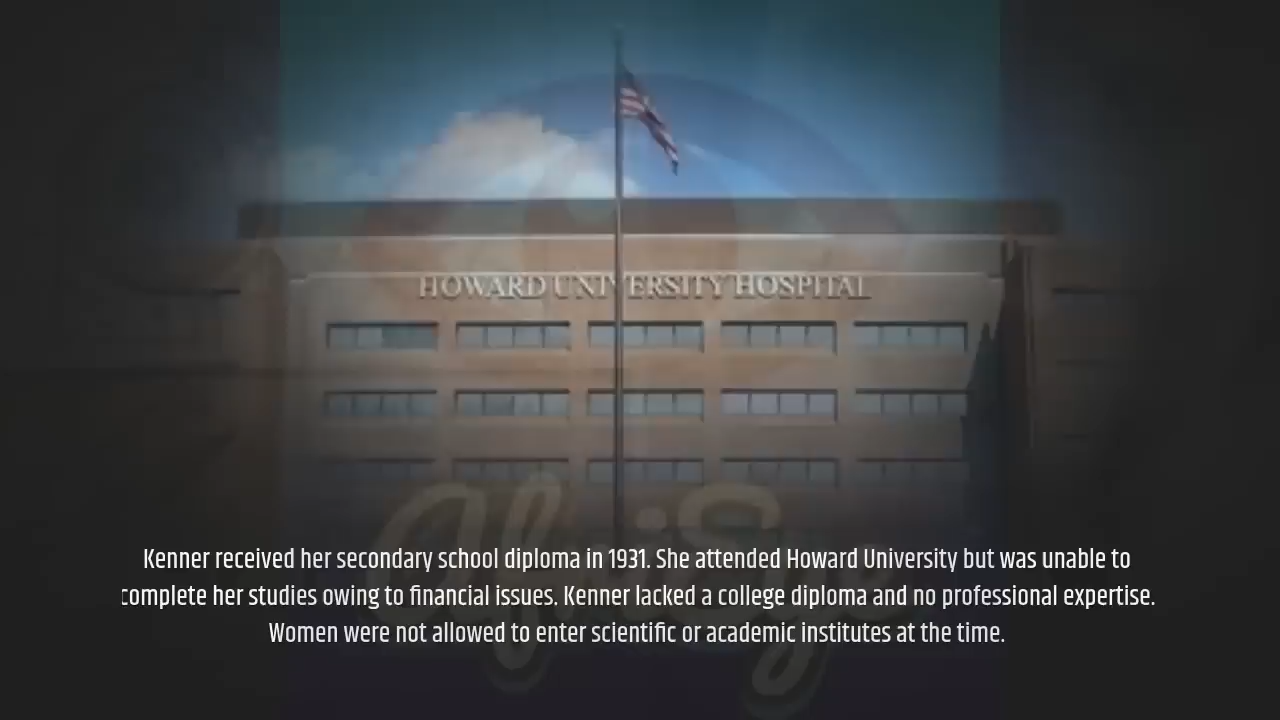 HOWARD UNIVERSITY HOSPITAL
Kenner received her secondary school diploma in 1931. She attended Howard University but was unable to
complete her studies owing to financial issues. Kenner lacked a college diploma and no professional expertise.
Women were not allowed to enter scientific or academic institutes at the time.